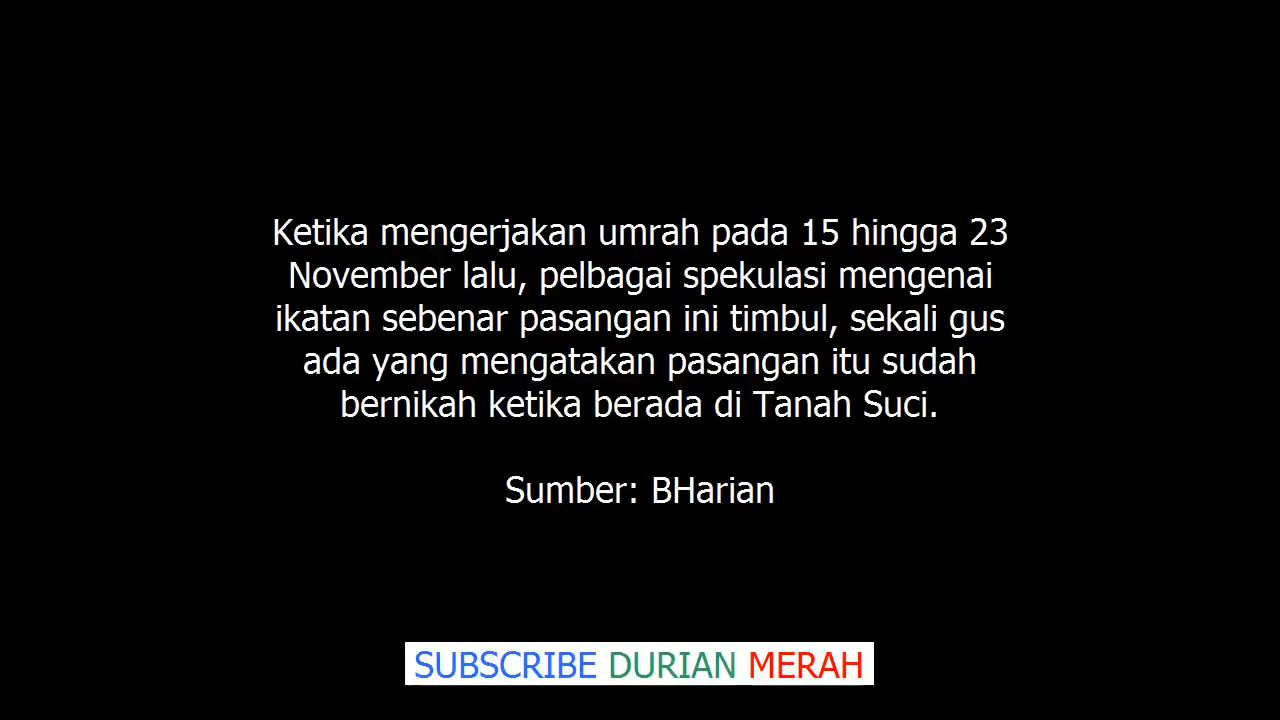 Ketika mengerjakan umrah pada 15 hingga 23
November lalu, pelbagai spekulasi mengenai
ikatan sebenar pasangan ini timbul, sekali gus
ada yang mengatakan pasangan itu sudah
bernikah ketika berada di Tanah Suci.
Sumber: BHarian
SUBSCRIBE DURIAN MERAH